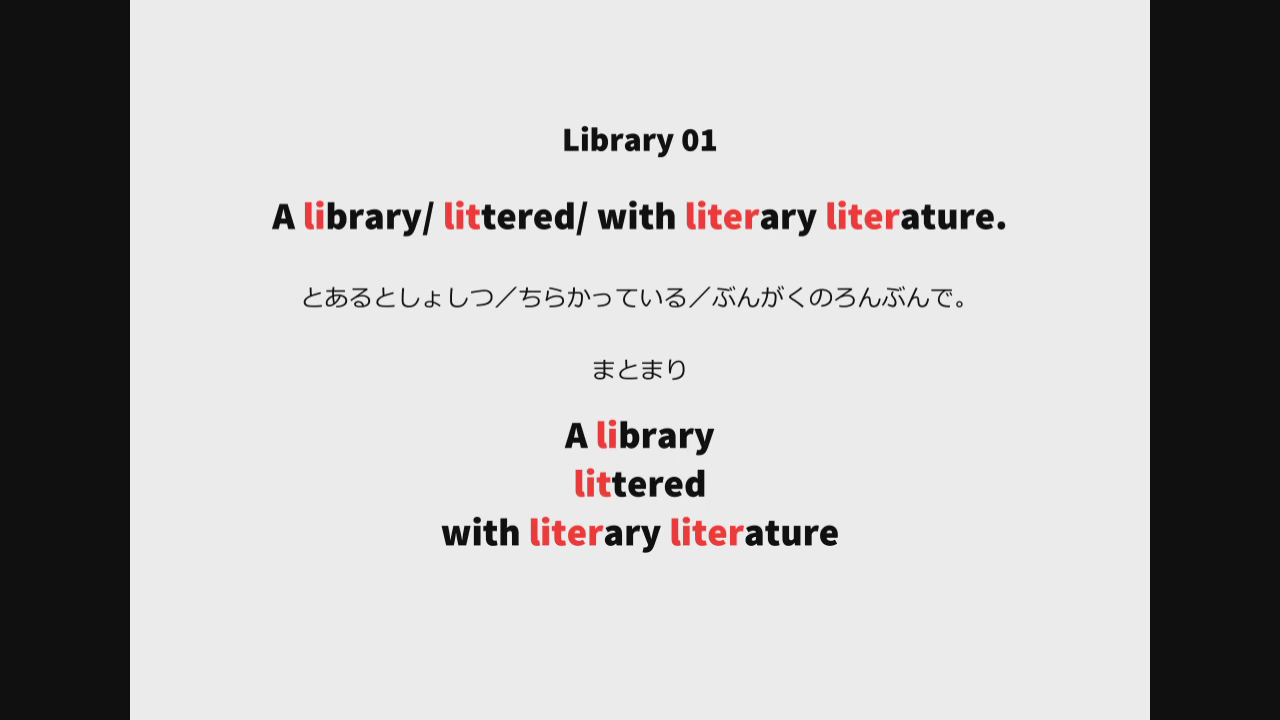 Library 01
A library/ littered/ with literary literature.
とあるとしょしつ／ちらかっている／ぶんがくのろんぶんで。
まとまり
A library
littered
with literary literature